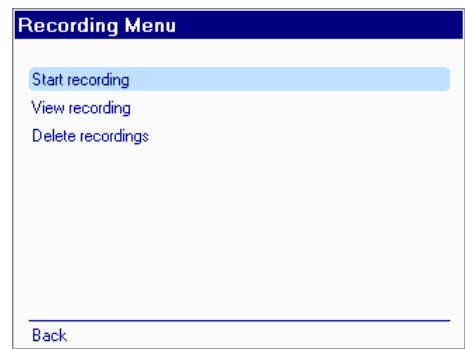 Recording Menu
Start recording
View recording
Delete recordings
Back